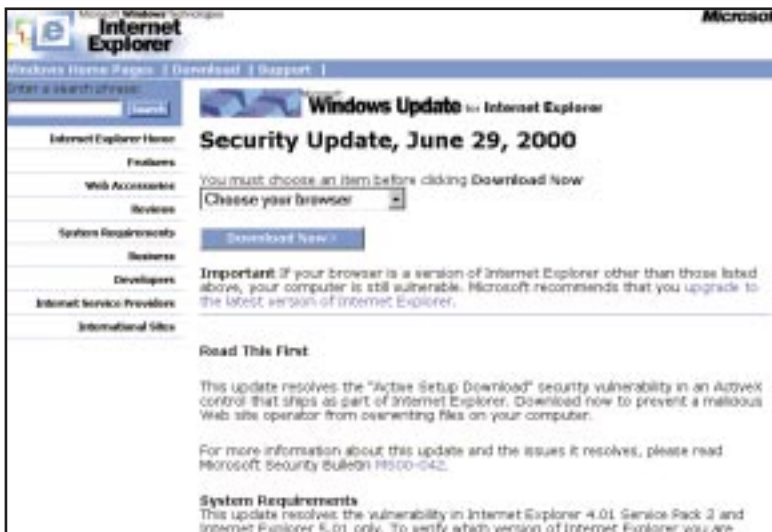 Microsoft Windows Technologies
Internet
Explorer
Microsoft
Windows Home Pages | Download | Support |
Enter a search phrase:
Search
Internet Explorer Home
Features
Web Accessories
Reviews
System Requirements
Business
Developers
Internet Service Providers
International Sites
Microsoft
Windows Update for Internet Explorer
Security Update, June 29, 2000
You must choose an item before clicking Download Now
Choose your browser
Download Now >
Important If your browser is a version of Internet Explorer other than those listed
above, your computer is still vulnerable. Microsoft recommends that you upgrade to
the latest version of Internet Explorer.
Read This First
This update resolves the "Active Setup Download" security vulnerability in an ActiveX
control that ships as part of Internet Explorer. Download now to prevent a malicious
Web site operator from overwriting files on your computer.
For more information about this update and the issues it resolves, please read
Microsoft Security Bulletin MS00-042.
System Requirements
This update resolves the vulnerability in Internet Explorer 4.01 Service Pack 2 and
Internet Explorer 5.01 only. To verify which version of Internet Explorer you are